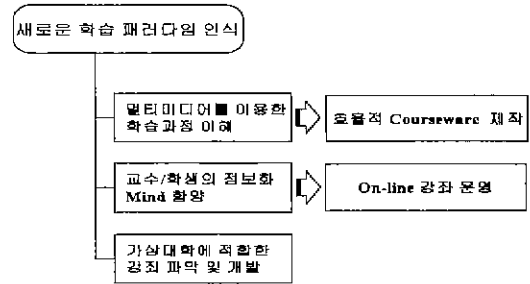 새로운 학습 패러다임 인식
멀티미디어를 이용한
학습과정 이해
효율적 Courseware 제작
교수/학생의 정보화
Mind 함양
On-line 강좌 운영
가상대학에 적합한
강좌 파악 및 개발